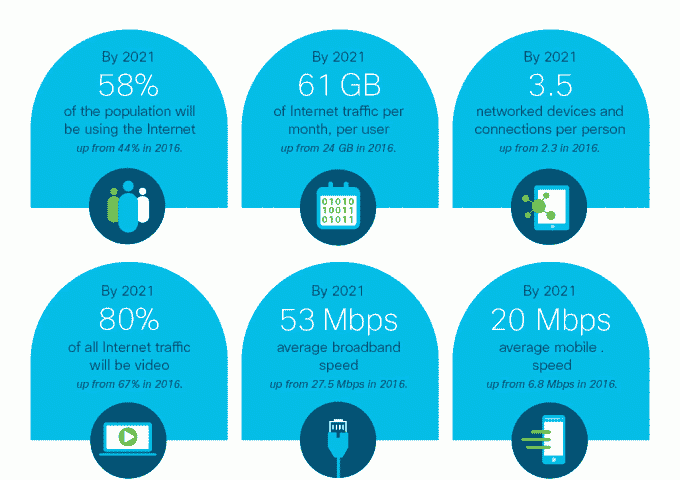 By 2021
58%
of the population will
be using the Internet
up from 44% in 2016.
By 2021
61 GB
of Internet traffic per
month, per user
up from 24 GB in 2016.
By 2021
3.5
networked devices and
connections per person
up from 2.3 in 2016.
01010
10011
01011
By 2021
80%
of all Internet traffic
will be video
up from 67% in 2016.
By 2021
53 Mbps
average broadband
speed
up from 27.5 Mbps in 2016.
By 2021
20 Mbps
average mobile .
speed
up from 6.8 Mbps in 2016.